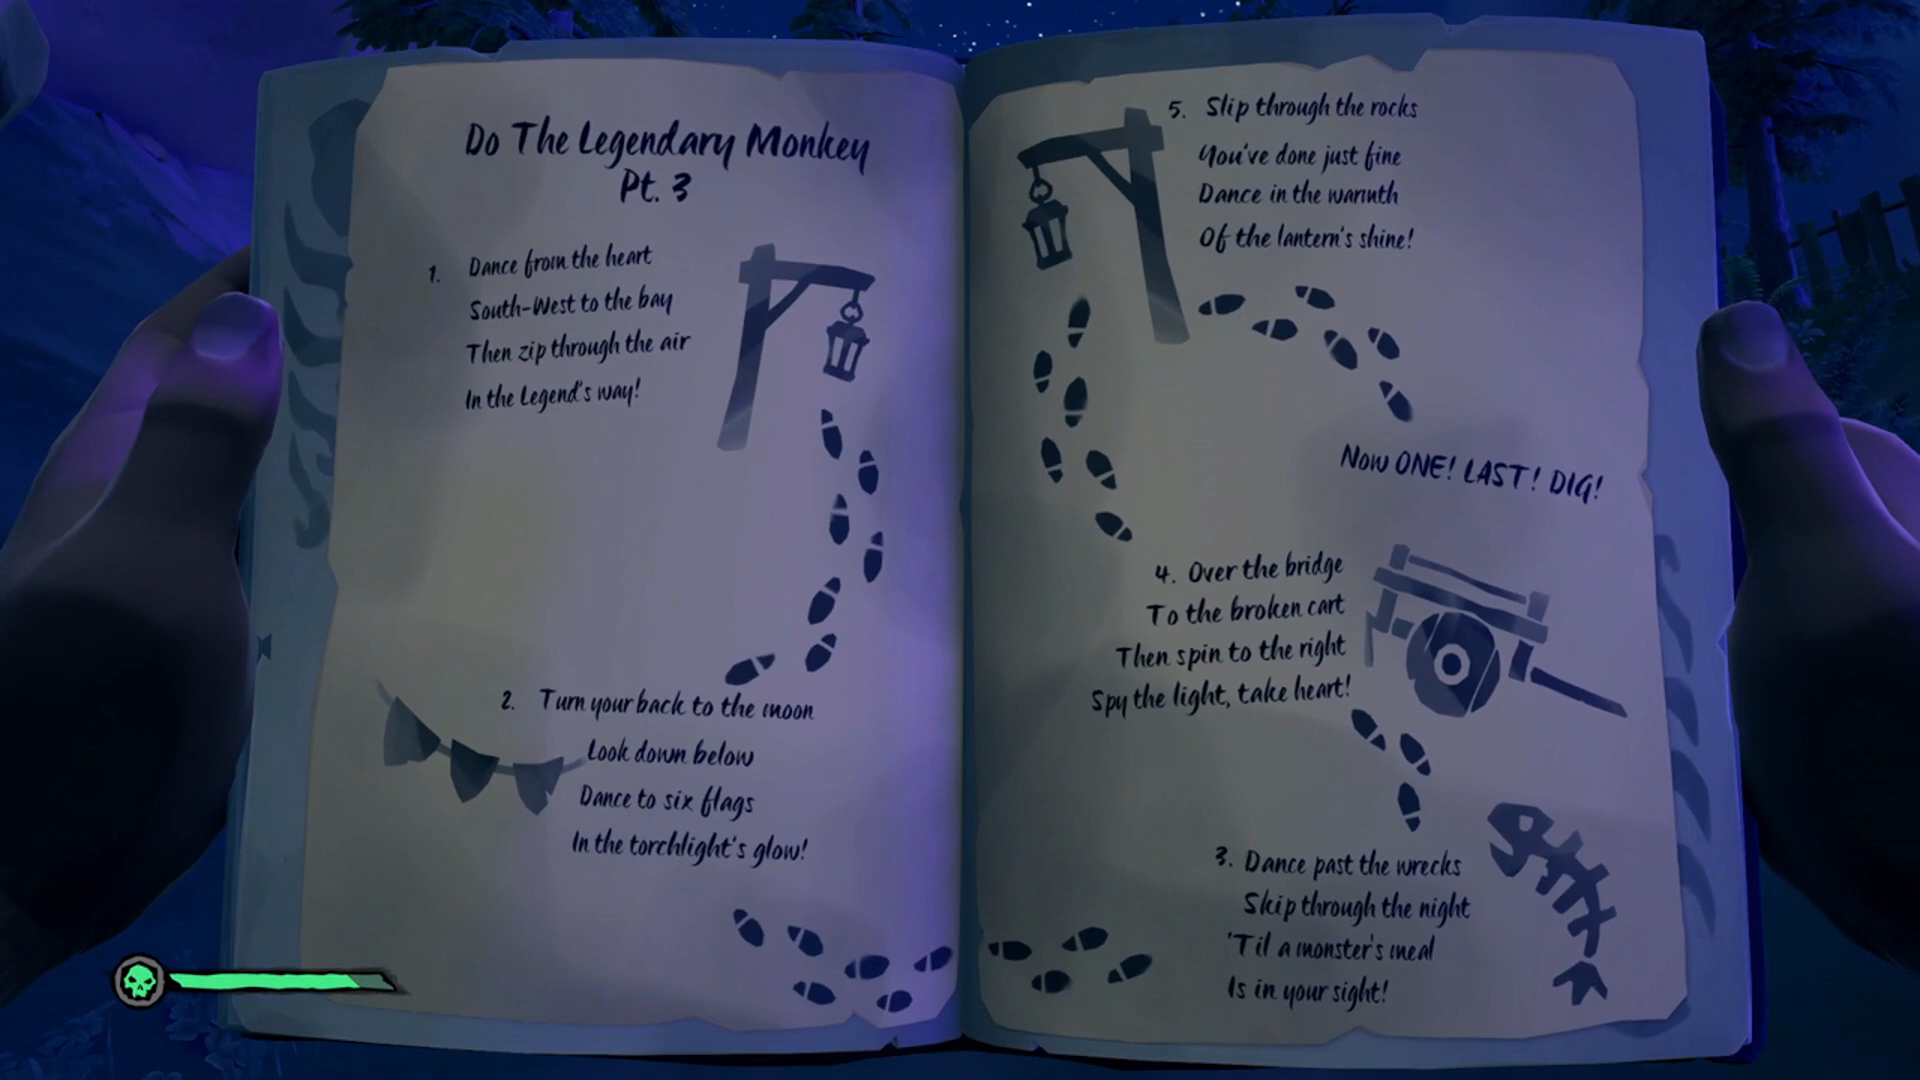 Do The Legendary Monkey
Pt. 3
1. Dance from the heart
South-West to the bay
Then zip through the air
In the Legend's way!
2. Turn your back to the moon
Look down below
Dance to six flags
In the torchlight's glow!
3. Dance past the wrecks
Skip through the night
'Til a monster's meal
Is in your sight!
4. Over the bridge
To the broken cart
Then spin to the right
Spy the light, take heart!
5. Slip through the rocks
You've done just fine
Dance in the warmth
Of the lantern's shine!
Now ONE! LAST! DIG!